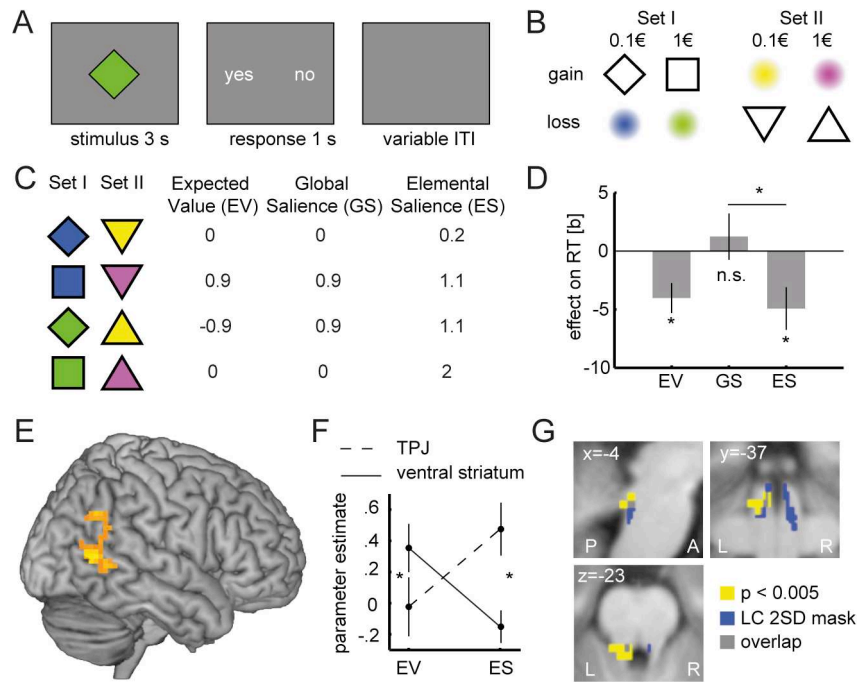 A
yes no
stimulus 3 s response 1 s variable ITI
B
Set I Set II
0.1€ 1€ 0.1€ 1€
gain
loss
C
Set I Set II Expected Value (EV) Global Salience (GS) Elemental Salience (ES)
0 0 0.2
0.9 0.9 1.1
-0.9 0.9 1.1
0 0 2
D
effect on RT [b]
5
0
-5
-10
*
n.s.
*
*
EV GS ES
E
F
TPJ
ventral striatum
parameter estimate
.6
.4
.2
0
-.2
* *
EV ES
G
x=-4 y=-37
P A L R
z=-23
L R
p < 0.005
LC 2SD mask
overlap